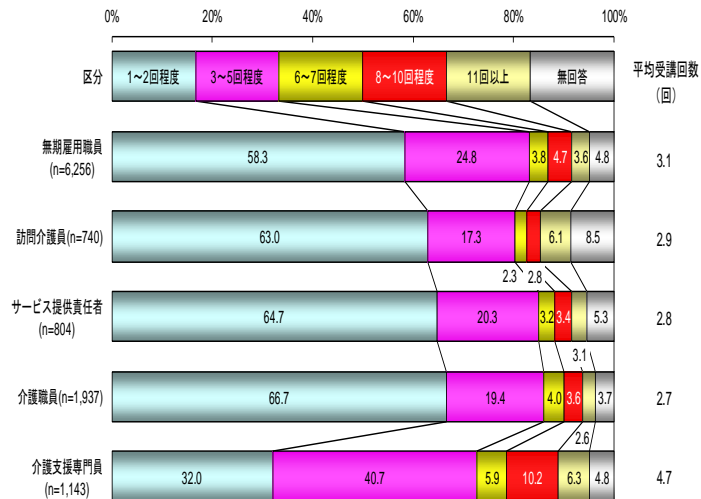 0% 20% 40% 60% 80% 100%
区分 1～2回程度 3～5回程度 6～7回程度 8～10回程度 11回以上 無回答 平均受講回数
(回)
無期雇用職員
(n=6,256)
58.3 24.8 3.8 4.7 3.6 4.8 3.1
訪問介護員(n=740) 63.0 17.3 6.1 8.5 2.9
2.3 2.8
サービス提供責任者
(n=804)
64.7 20.3 3.2 3.4 5.3 2.8
3.1
介護職員(n=1,937) 66.7 19.4 4.0 3.6 3.7 2.7
2.6
介護支援専門員
(n=1,143)
32.0 40.7 5.9 10.2 6.3 4.8 4.7